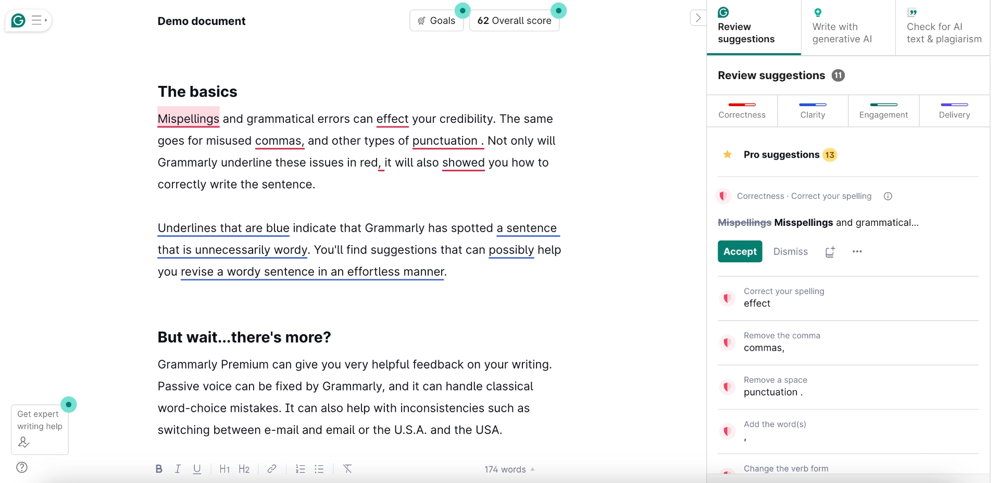 Demo document
Goals
62 Overall score
The basics
Mispellings and grammatical errors can effect your credibility. The same
goes for misused commas, and other types of punctuation . Not only will
Grammarly underline these issues in red, it will also showed you how to
correctly write the sentence.
Underlines that are blue indicate that Grammarly has spotted a sentence
that is unnecessarily wordy. You'll find suggestions that can possibly help
you revise a wordy sentence in an effortless manner.
But wait...there's more?
Grammarly Premium can give you very helpful feedback on your writing.
Passive voice can be fixed by Grammarly, and it can handle classical
word-choice mistakes. It can also help with inconsistencies such as
switching between e-mail and email or the U.S.A. and the USA.
Get expert
writing help
B I U H1 H2
174 words
Review
suggestions
Write with
generative AI
Check for AI
text & plagiarism
Review suggestions 11
Correctness
Clarity
Engagement
Delivery
Pro suggestions 13
Correctness · Correct your spelling
Mispellings Misspellings and grammatical...
Accept Dismiss
Correct your spelling
effect
Remove the comma
commas,
Remove a space
punctuation .
Add the word(s)
,
Change the verb form